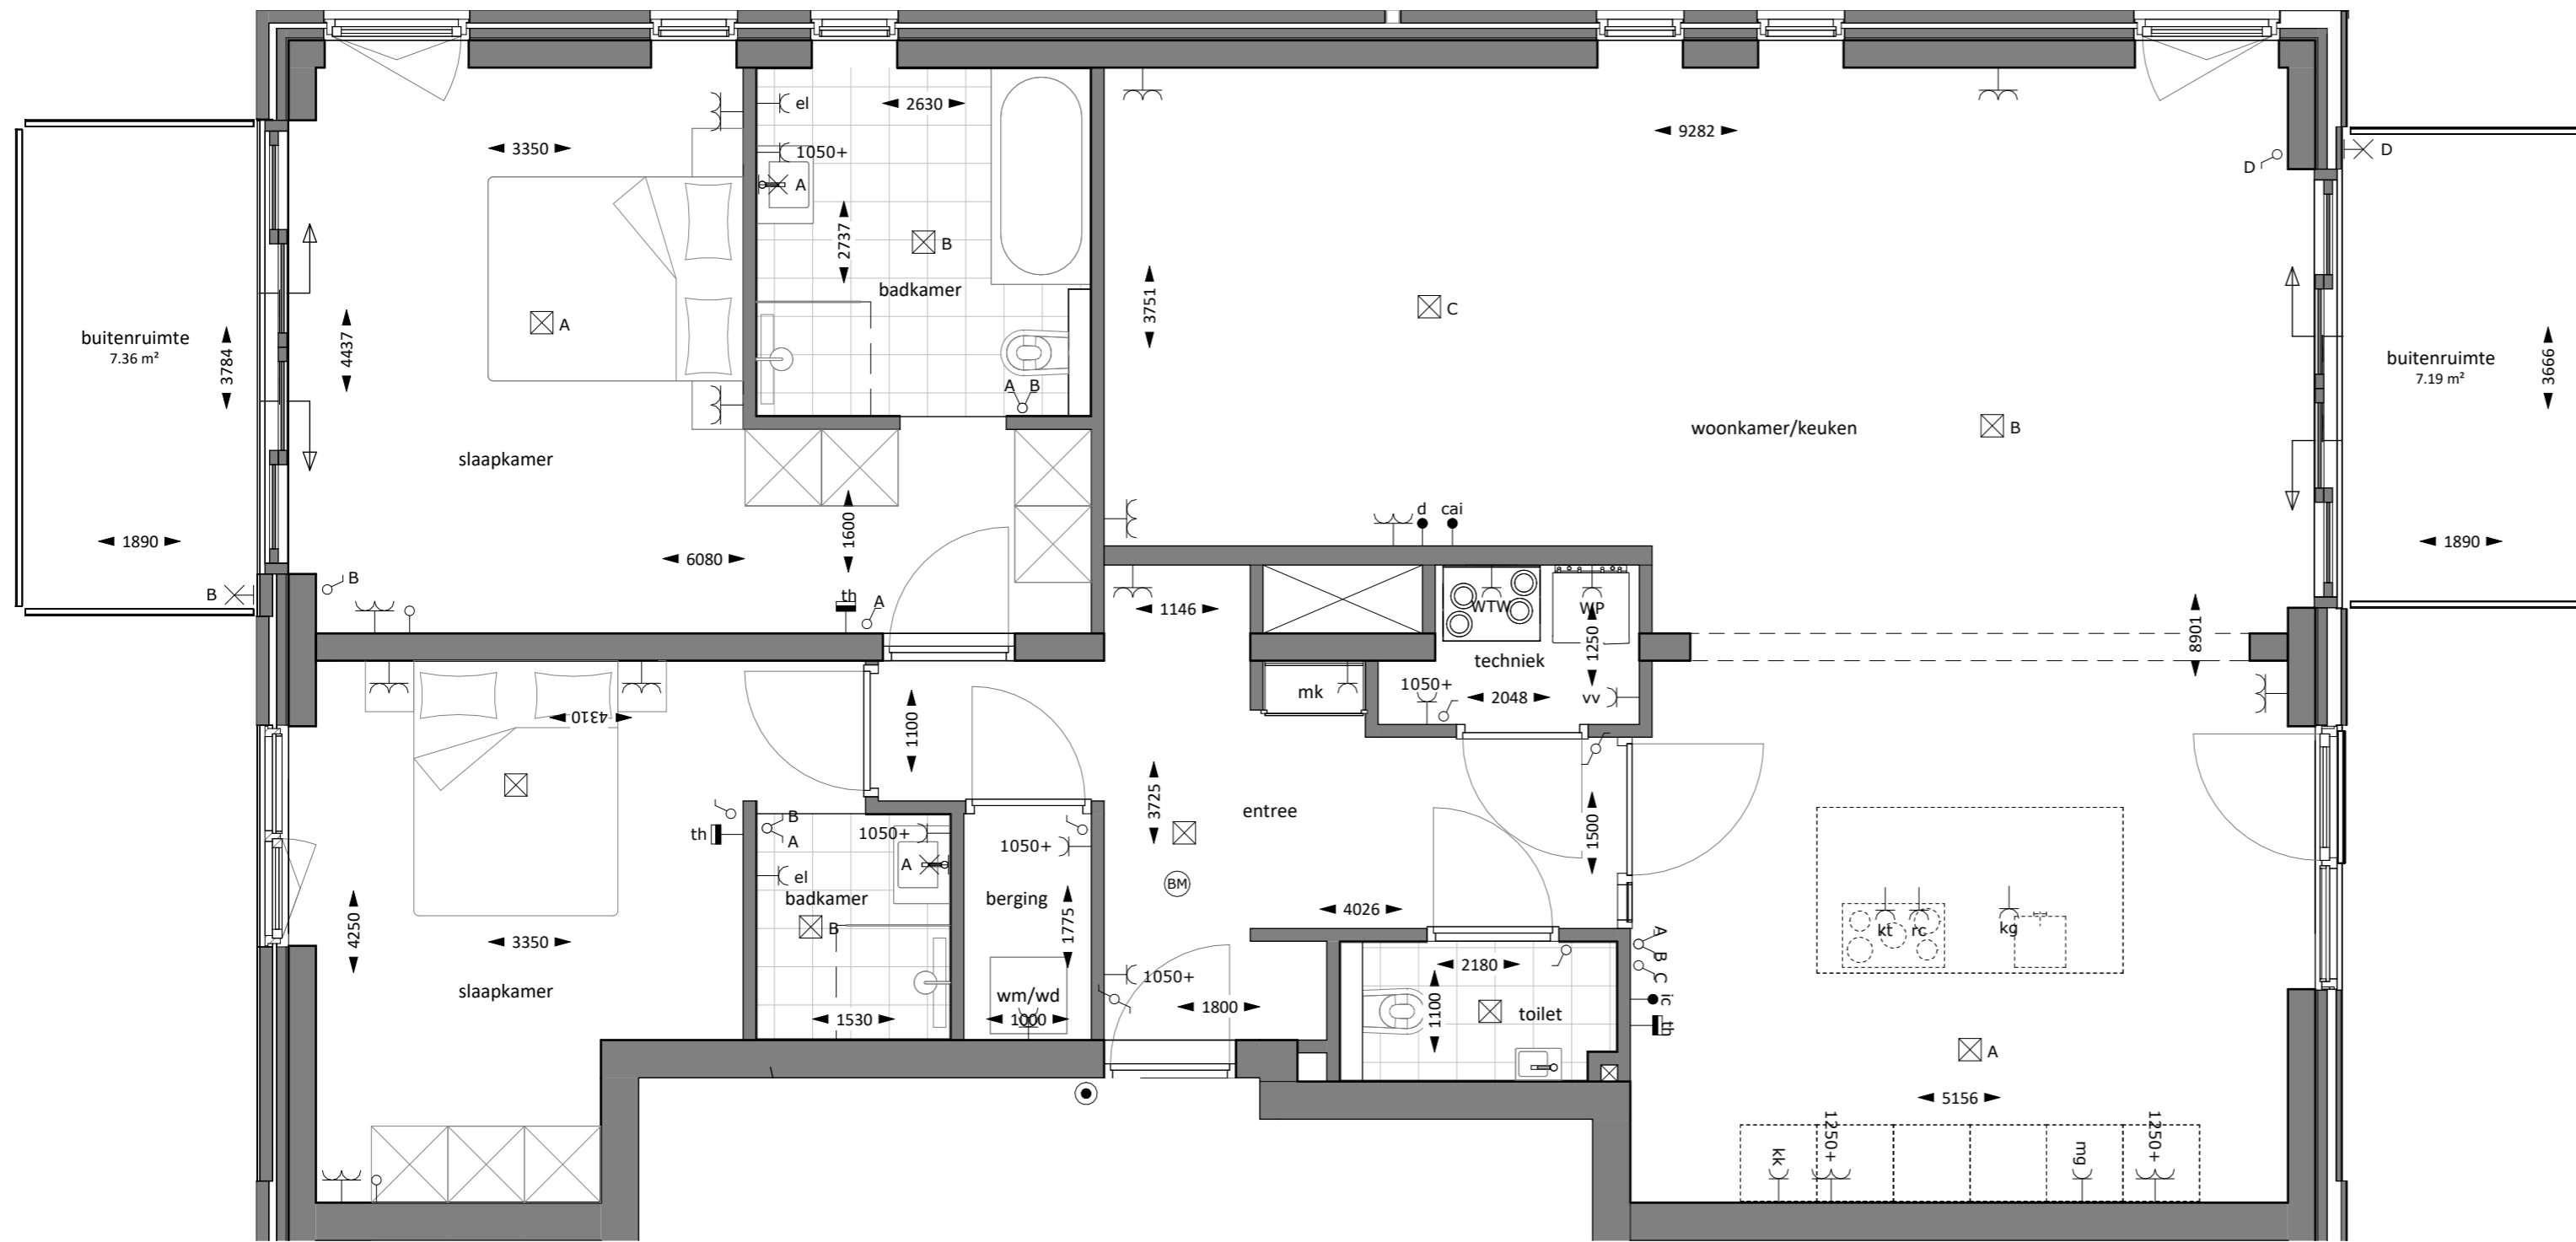 el
2630
9282
3350
1050+
D
D
A
2737
B
badkamer
3751
C
A
buitenruimte
7.36 m²
3784
4437
A B
buitenruimte
7.19 m²
3666
woonkamer/keuken
B
slaapkamer
d
cai
1600
1890
6080
1890
B
B
th
A
1146
WTW
WP
1250
8901
techniek
mk
1050+
2048
vv
4310
1100
th
B
A
1050+
1050+
3725
entree
1500
A
el
badkamer
B
berging
1775
BM
4026
kt
rc
kg
4250
3350
slaapkamer
A
B
C
ic
th
2180
1100
toilet
1050+
wm/wd
1000
1530
1800
A
5156
kk
1250+
mg
1250+